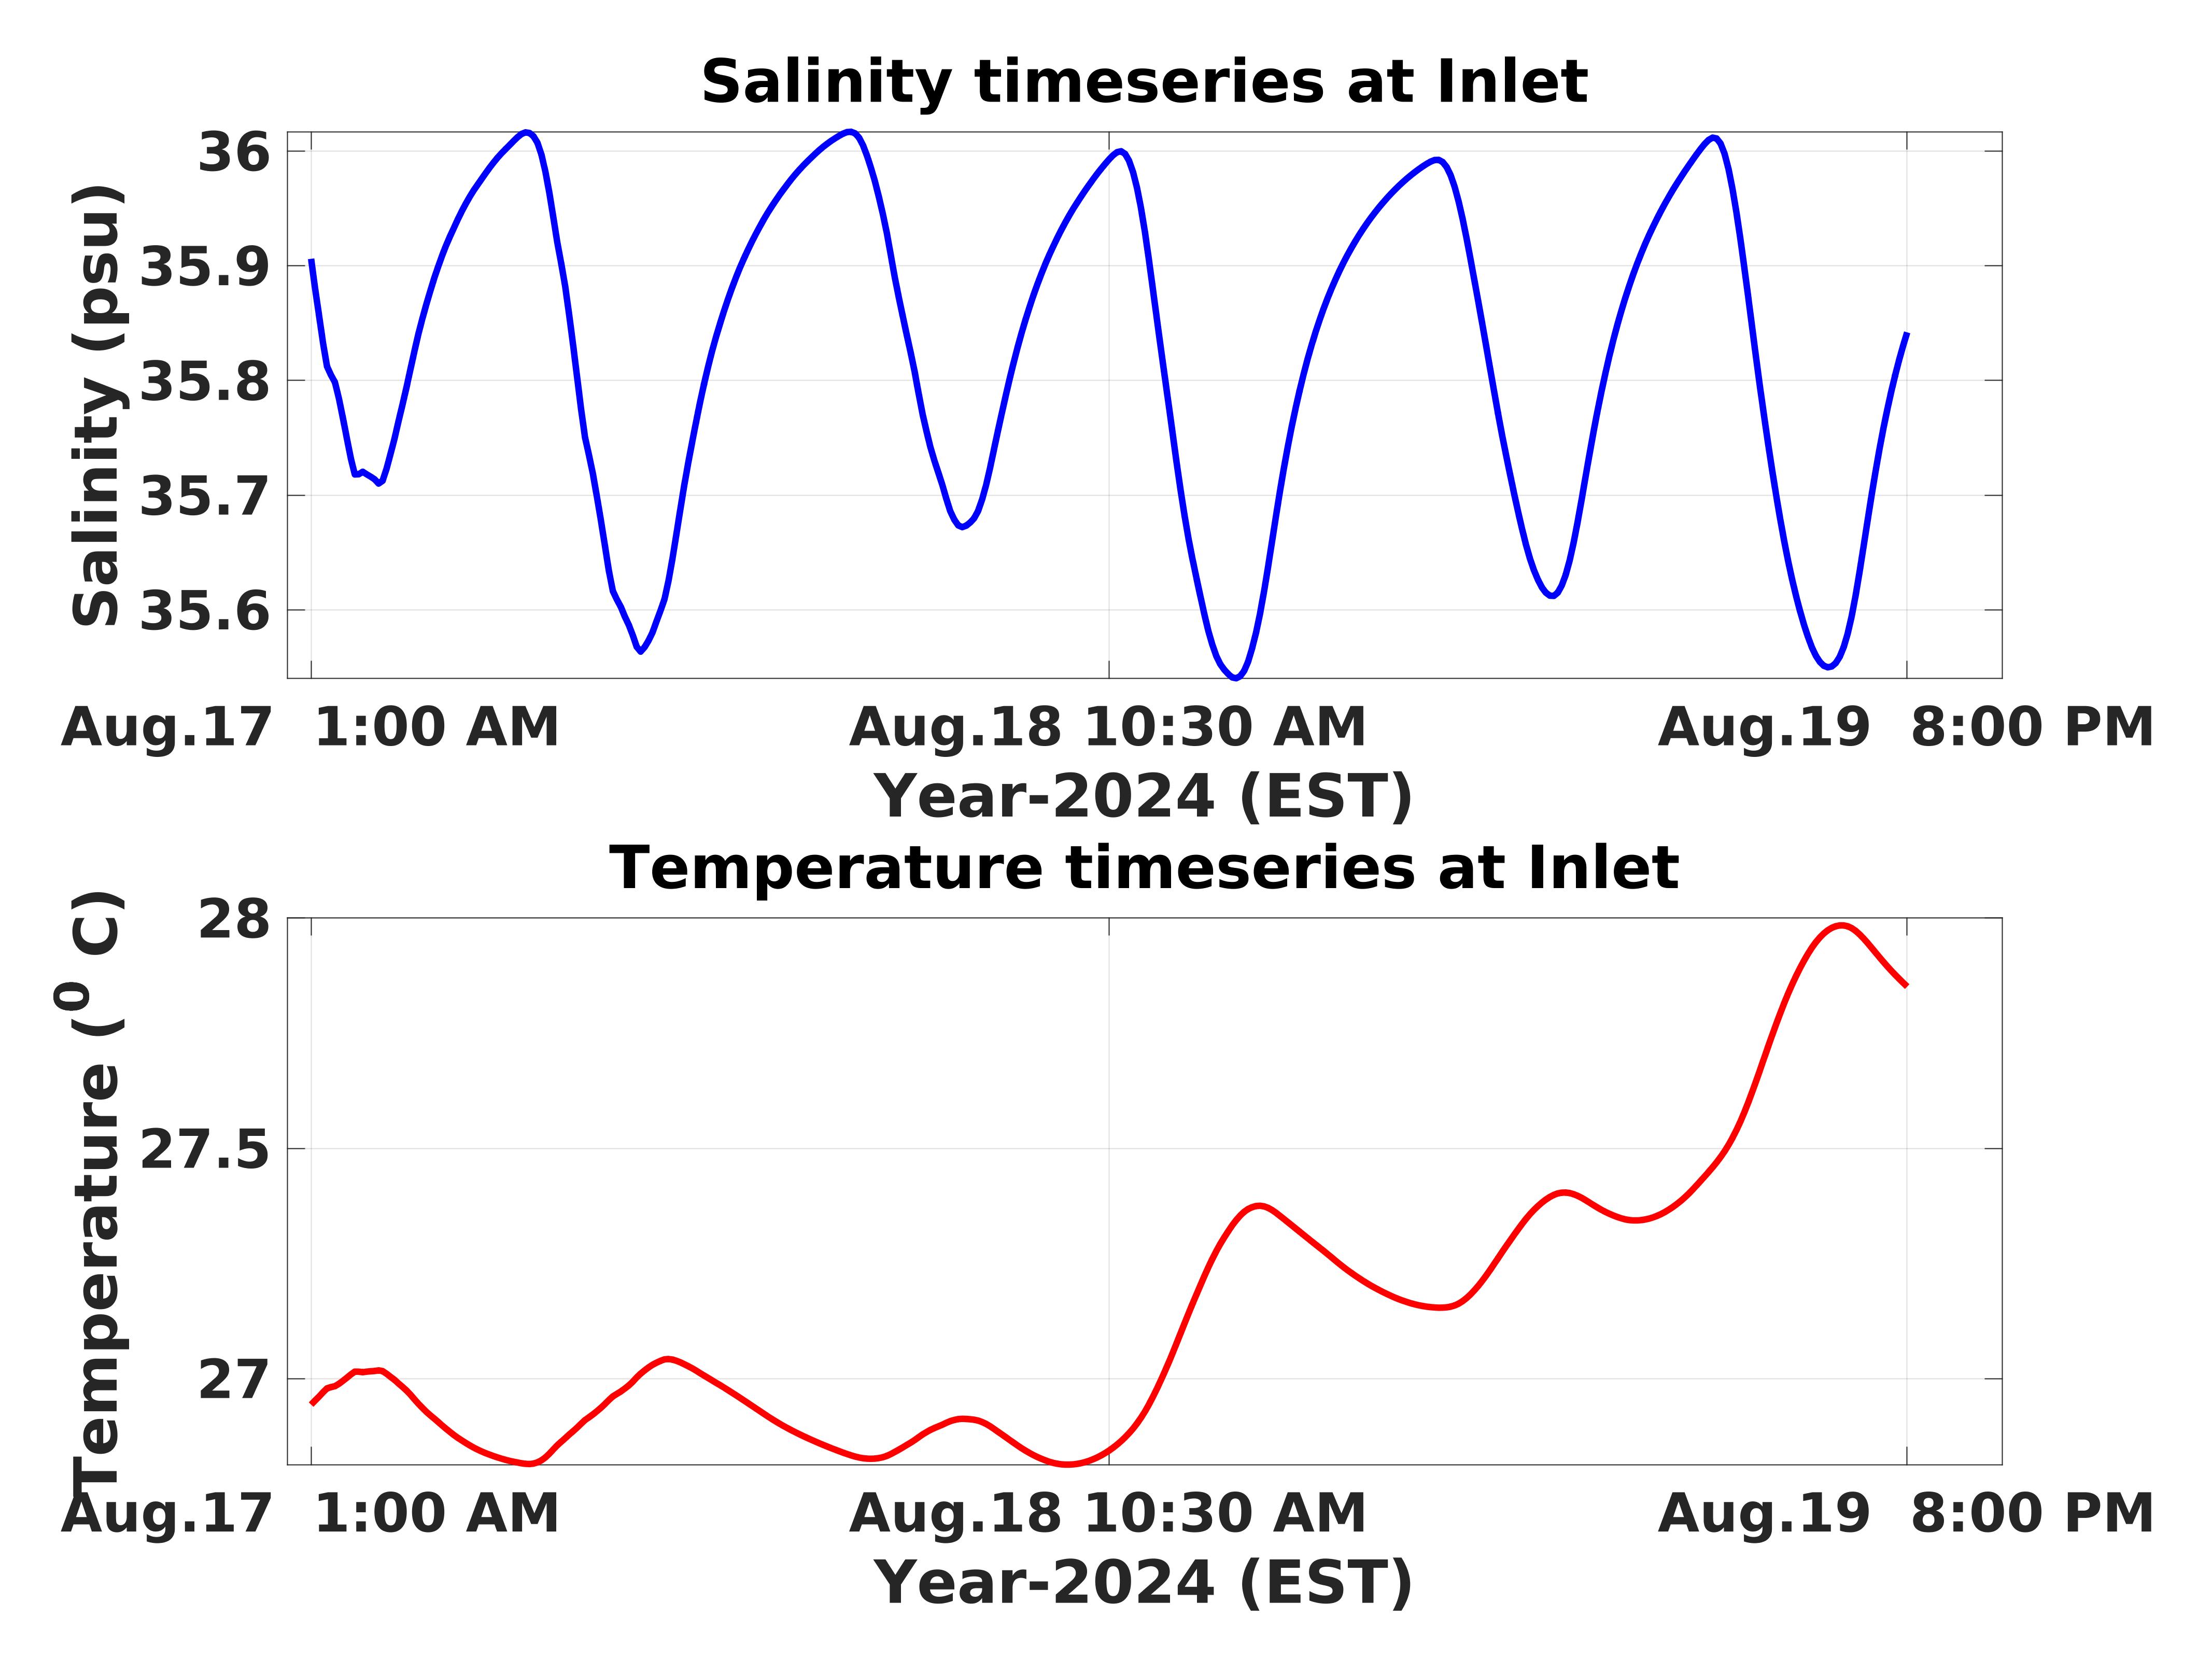 Salinity timeseries at Inlet
Salinity (psu)
36
35.9
35.8
35.7
35.6
Aug.17  1:00 AM
Aug.18 10:30 AM
Aug.19  8:00 PM
Year-2024 (EST)
Temperature timeseries at Inlet
Temperature (⁰ C)
28
27.5
27
Aug.17  1:00 AM
Aug.18 10:30 AM
Aug.19  8:00 PM
Year-2024 (EST)